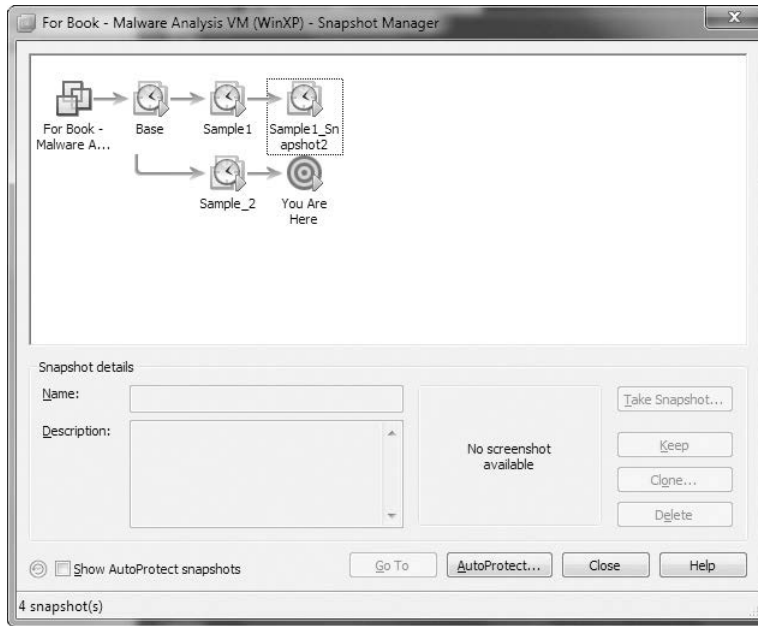 For Book - Malware Analysis VM (WinXP) - Snapshot Manager
For Book -
Malware A...
Base
Sample1
Sample1_Sn
apshot2
Sample_2
You Are
Here
Snapshot details
Name:
Description:
No screenshot
available
Take Snapshot...
Keep
Clone...
Delete
Show AutoProtect snapshots
Go To
AutoProtect...
Close
Help
4 snapshot(s)